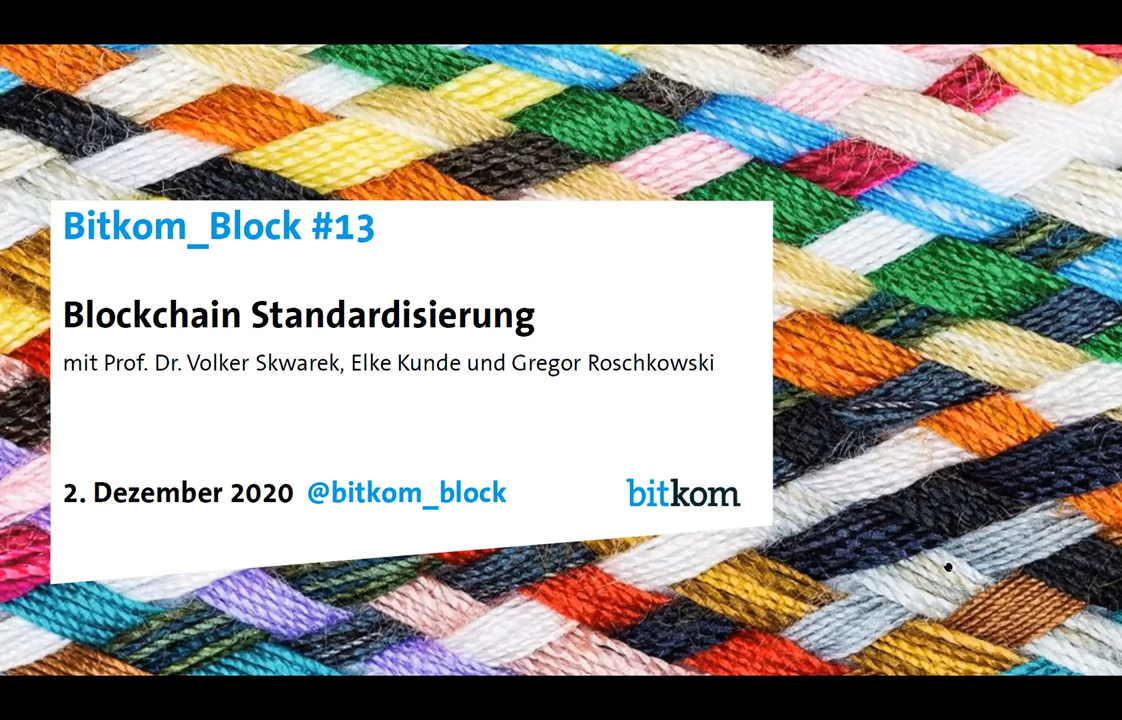 Bitkom_Block #13
Blockchain Standardisierung
mit Prof. Dr. Volker Skwarek, Elke Kunde und Gregor Roschkowski
2. Dezember 2020 @bitkom_block
bitkom